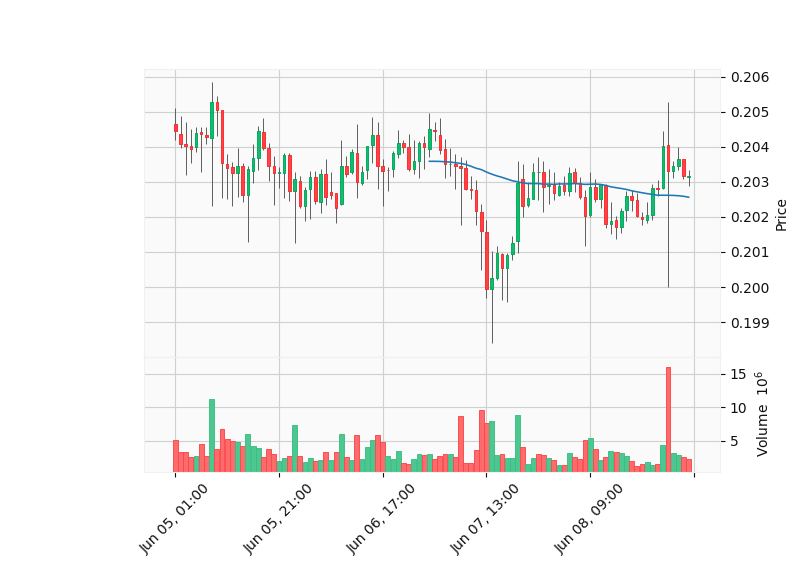 0.206
0.205
0.204
0.203
0.202
0.201
0.200
0.199
Price
15
10
5
Volume 10^6
Jun 05, 01:00
Jun 05, 21:00
Jun 06, 17:00
Jun 07, 13:00
Jun 08, 09:00